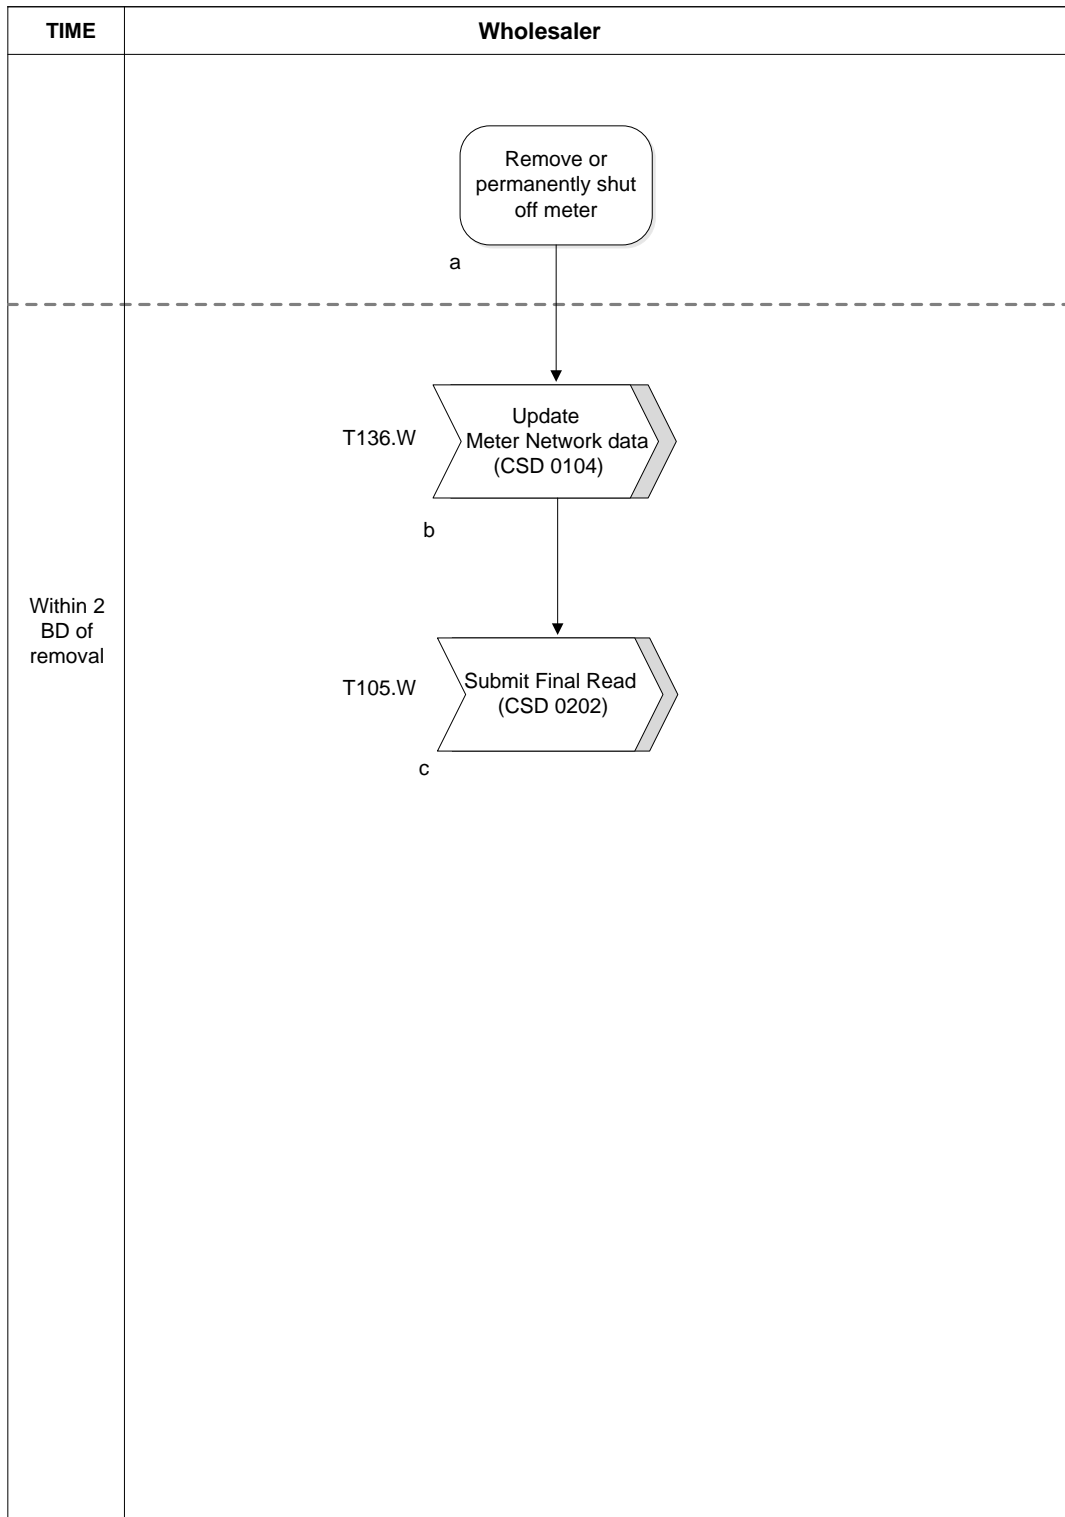 TIME
Wholesaler
Remove or
permanently shut
off meter
a
T136.W
Update
Meter Network data
(CSD 0104)
b
Within 2
BD of
removal
T105.W
Submit Final Read
(CSD 0202)
c